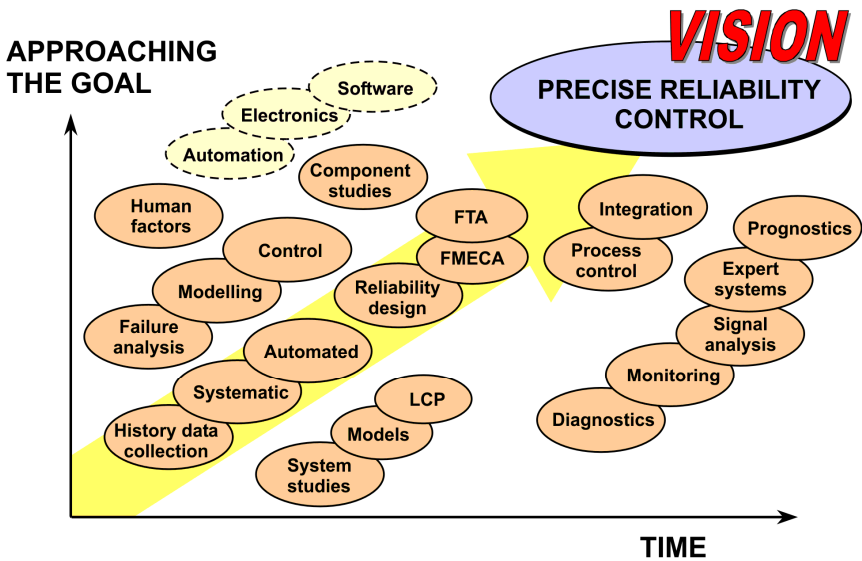 VISION
APPROACHING
THE GOAL
PRECISE RELIABILITY
CONTROL
Software
Electronics
Automation
Component
studies
Human
factors
Control
Modelling
Failure
analysis
FTA
FMECA
Reliability
design
Automated
Systematic
History data
collection
LCP
Models
System
studies
Integration
Process
control
Prognostics
Expert
systems
Signal
analysis
Monitoring
Diagnostics
TIME